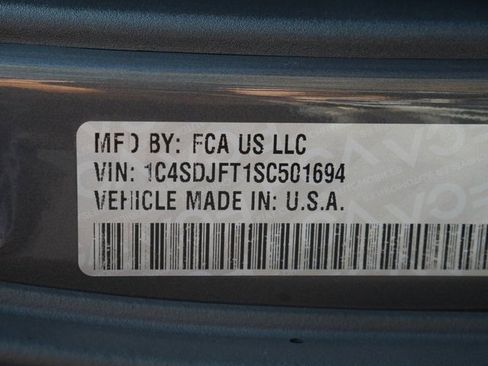 MFD BY: FCA US LLC
VIN: 1C4SDJFT1SC501694
VEHICLE MADE IN: U.S.A.